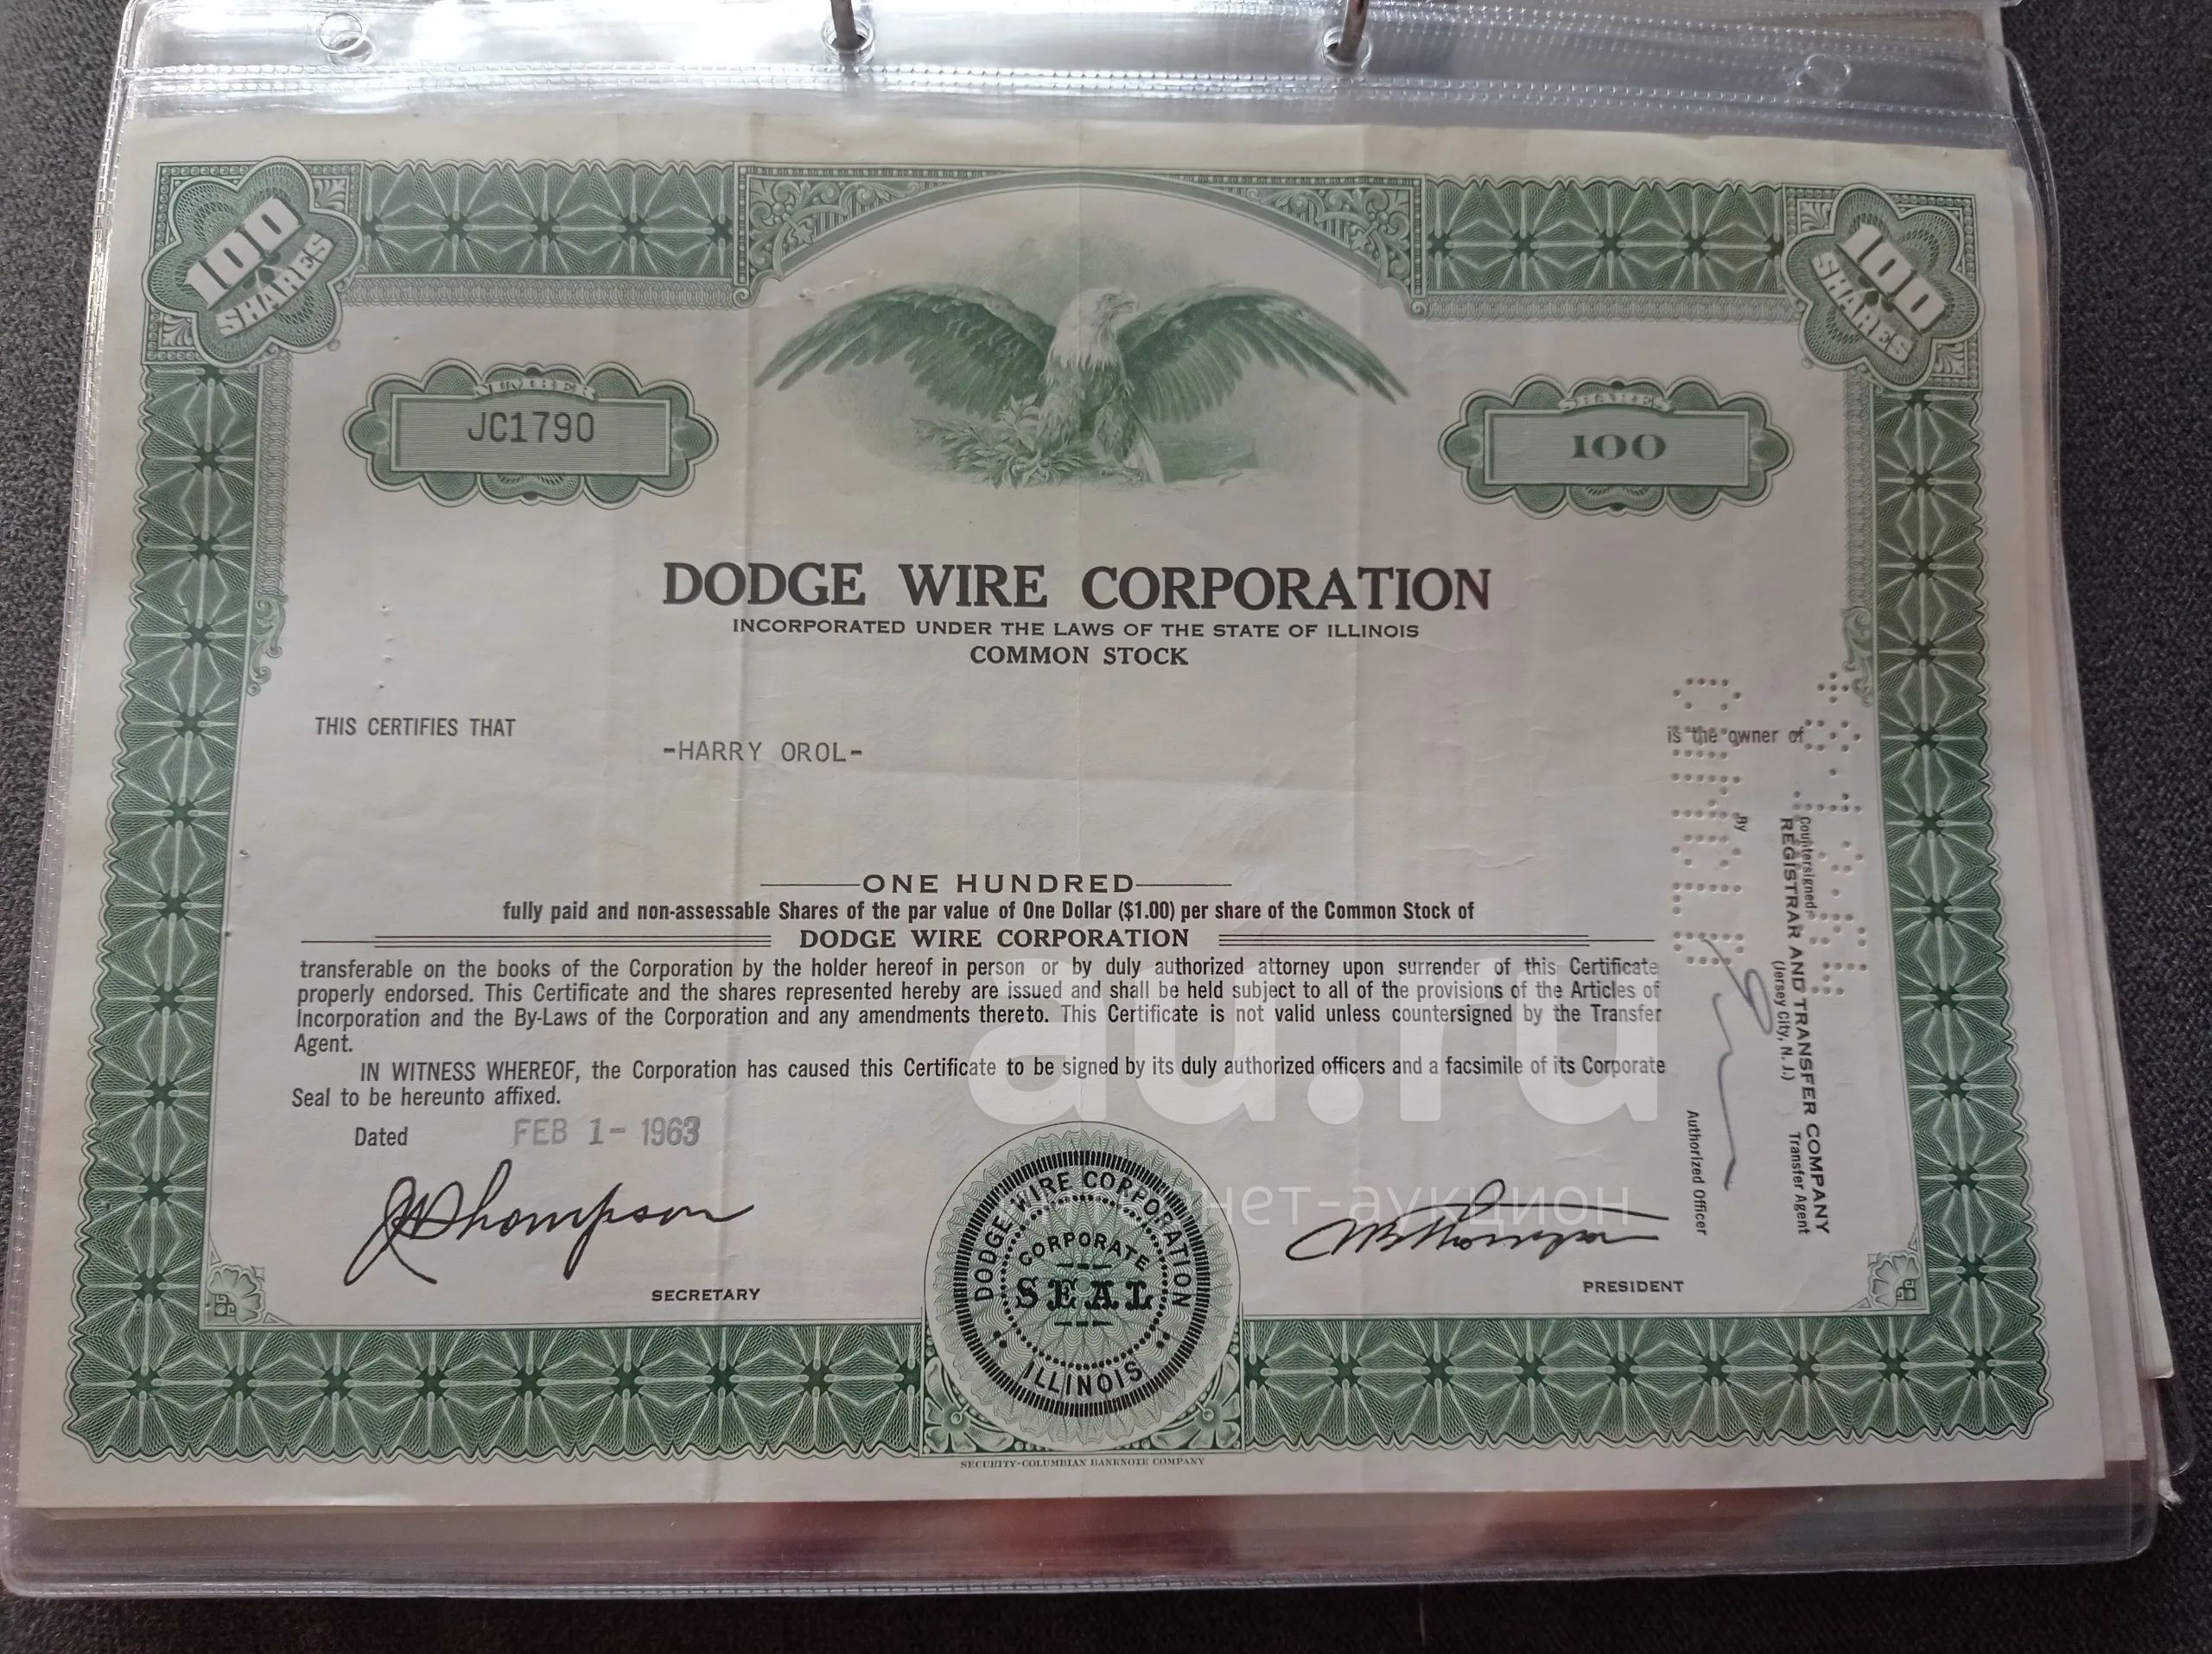 100 SHARES
100 SHARES
NUMBER
JC1790
SHARES
100
DODGE WIRE CORPORATION
INCORPORATED UNDER THE LAWS OF THE STATE OF ILLINOIS
COMMON STOCK
THIS CERTIFIES THAT
-HARRY OROL-
is the owner of
ONE HUNDRED
fully paid and non-assessable Shares of the par value of One Dollar ($1.00) per share of the Common Stock of
DODGE WIRE CORPORATION
transferable on the books of the Corporation by the holder hereof in person or by duly authorized attorney upon surrender of this Certificate
properly endorsed. This Certificate and the shares represented hereby are issued and shall be held subject to all of the provisions of the Articles of
Incorporation and the By-Laws of the Corporation and any amendments thereto. This Certificate is not valid unless countersigned by the Transfer
Agent.
IN WITNESS WHEREOF, the Corporation has caused this Certificate to be signed by its duly authorized officers and a facsimile of its Corporate
Seal to be hereunto affixed.
Dated FEB 1- 1963
Thompson
SECRETARY
DODGE WIRE CORPORATION
CORPORATE
SEAL
ILLINOIS
Thompson
PRESIDENT
Countersigned:
REGISTRAR AND TRANSFER COMPANY
(Jersey City, N. J.) Transfer Agent
By
Authorized Officer
SECURITY-COLUMBIAN BANKNOTE COMPANY
au.ru
интернет-аукцион